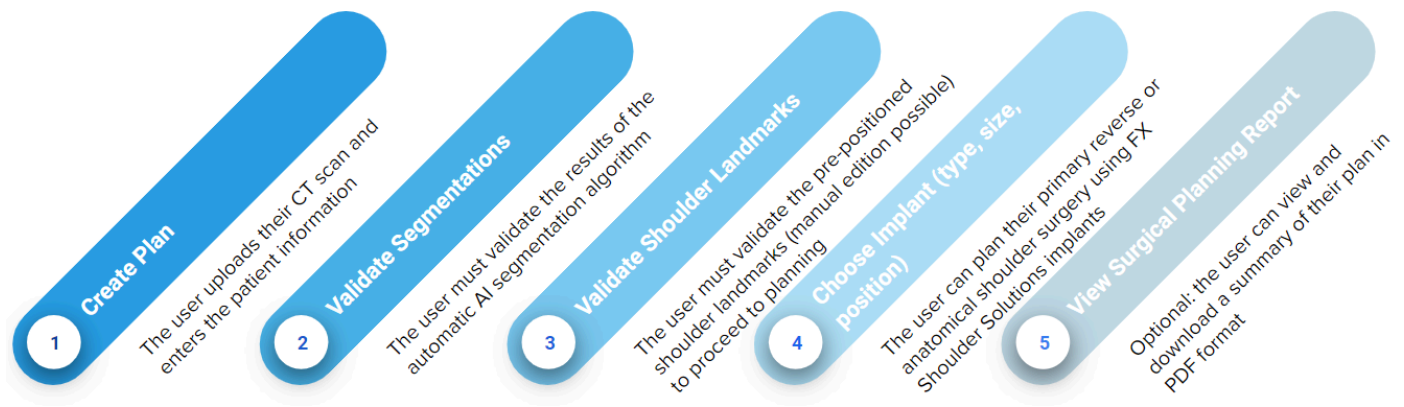 1
Create Plan
The user uploads their CT scan and
enters the patient information
2
Validate Segmentations
The user must validate the results of the
automatic AI segmentation algorithm
3
Validate Shoulder Landmarks
The user must validate the pre-positioned
shoulder landmarks (manual edition possible)
to proceed to planning
4
Choose Implant (type, size,
position)
The user can plan their primary reverse or
anatomical shoulder surgery using FX
Shoulder Solutions implants
5
View Surgical Planning Report
Optional: the user can view and
download a summary of their plan in
PDF format